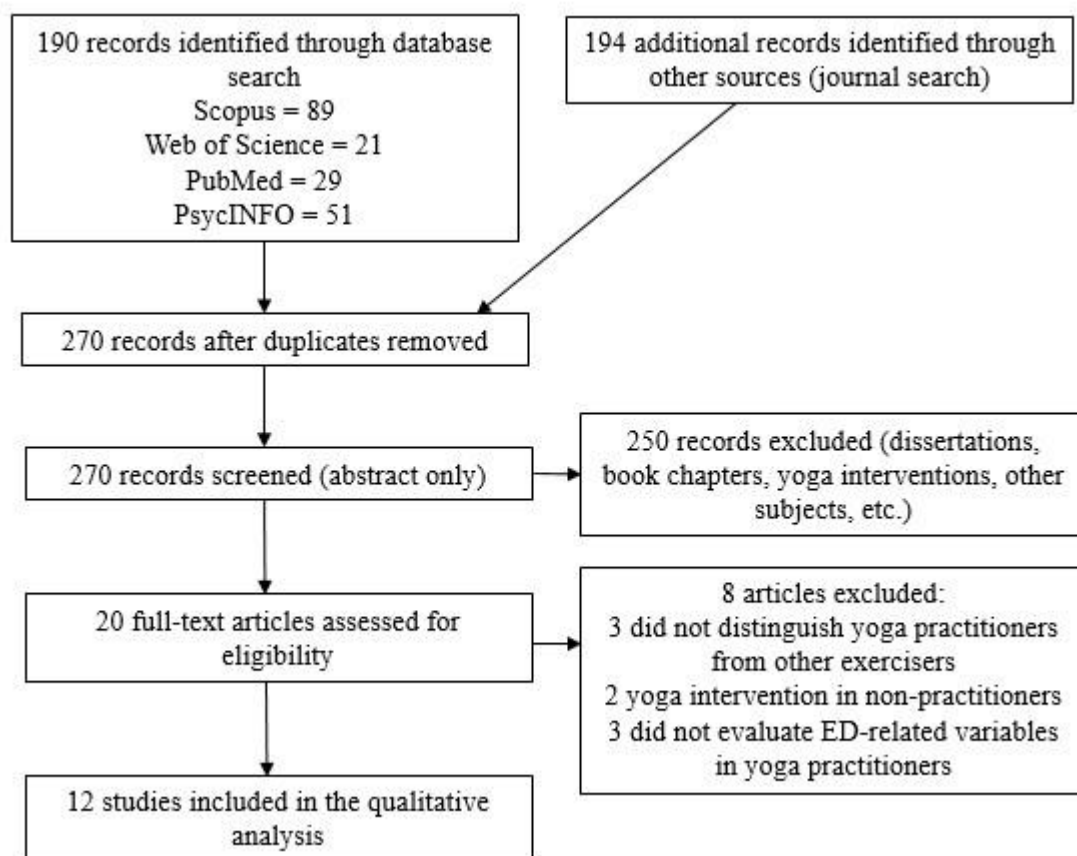 190 records identified through database
search
Scopus = 89
Web of Science = 21
PubMed = 29
PsycINFO = 51
194 additional records identified through
other sources (journal search)
270 records after duplicates removed
270 records screened (abstract only)
250 records excluded (dissertations,
book chapters, yoga interventions, other
subjects, etc.)
20 full-text articles assessed for
eligibility
8 articles excluded:
3 did not distinguish yoga practitioners
from other exercisers
2 yoga intervention in non-practitioners
3 did not evaluate ED-related variables
in yoga practitioners
12 studies included in the qualitative
analysis